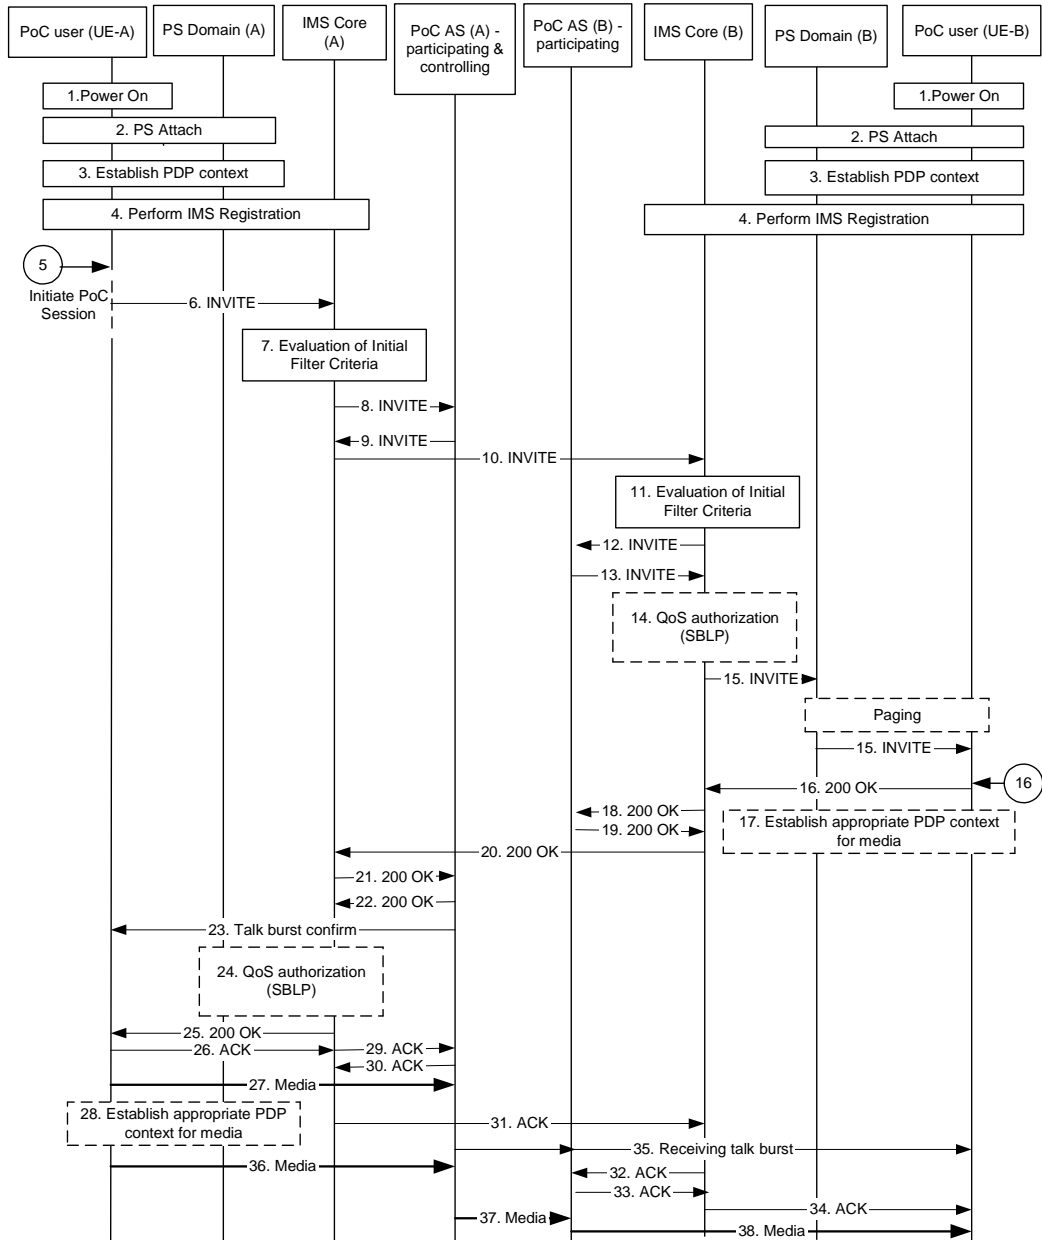 PoC user (UE-A)
PS Domain (A)
IMS Core
(A)
PoC AS (A) -
participating &
controlling
PoC AS (B) -
participating
IMS Core (B)
PS Domain (B)
PoC user (UE-B)
1.Power On
1.Power On
2. PS Attach
2. PS Attach
3. Establish PDP context
3. Establish PDP context
4. Perform IMS Registration
4. Perform IMS Registration
5
Initiate PoC
Session
6. INVITE
7. Evaluation of Initial
Filter Criteria
8. INVITE
9. INVITE
10. INVITE
11. Evaluation of Initial
Filter Criteria
12. INVITE
13. INVITE
14. QoS authorization
(SBLP)
15. INVITE
Paging
15. INVITE
16. 200 OK
16
18. 200 OK
17. Establish appropriate PDP context
for media
19. 200 OK
20. 200 OK
21. 200 OK
22. 200 OK
23. Talk burst confirm
24. QoS authorization
(SBLP)
25. 200 OK
26. ACK
29. ACK
30. ACK
27. Media
28. Establish appropriate PDP
context for media
31. ACK
35. Receiving talk burst
36. Media
32. ACK
33. ACK
34. ACK
37. Media
38. Media